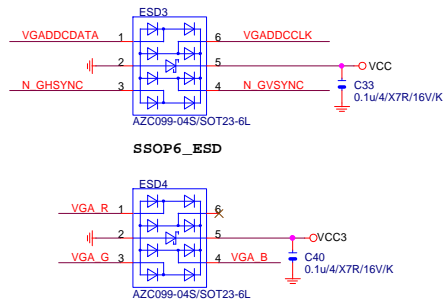 ESD3
VGADDCDATA 1 6 VGADDCCLK
2 5 VCC
N_GHSYNC 3 4 N_GVSYNC
C33
0.1u/4/X7R/16V/K
AZC099-04S/SOT23-6L
SSOP6_ESD
ESD4
VGA_R 1 6
2 5 VCC3
VGA_G 3 4 VGA_B
C40
0.1u/4/X7R/16V/K
AZC099-04S/SOT23-6L